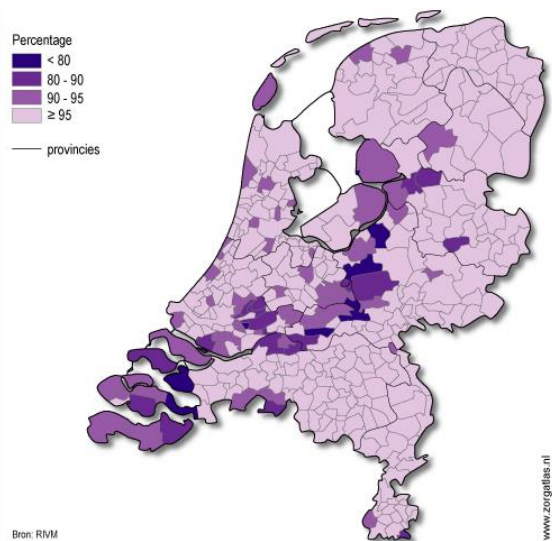 Percentage
< 80
80 - 90
90 - 95
≥ 95
provincies
Bron: RIVM
www.zorgatlas.nl